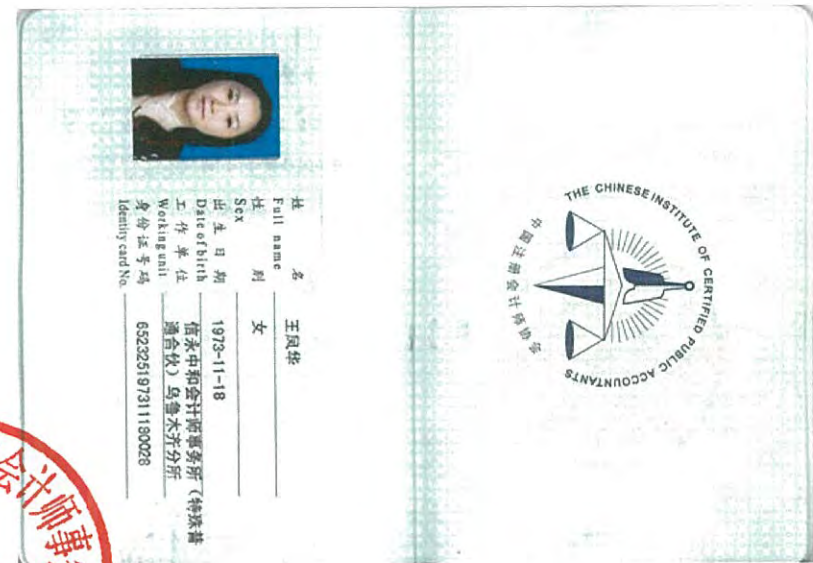 姓名 王凤华
Full name
性别 女
Sex
出生日期 1973-11-18
Date of birth
工作单位 信永中和会计师事务所（特殊普
通合伙）乌鲁木齐分所
Working unit
身份证号码 652325197311180028
Identity card No.
THE CHINESE INSTITUTE OF CERTIFIED PUBLIC ACCOUNTANTS
中国注册会计师协会
会计师事